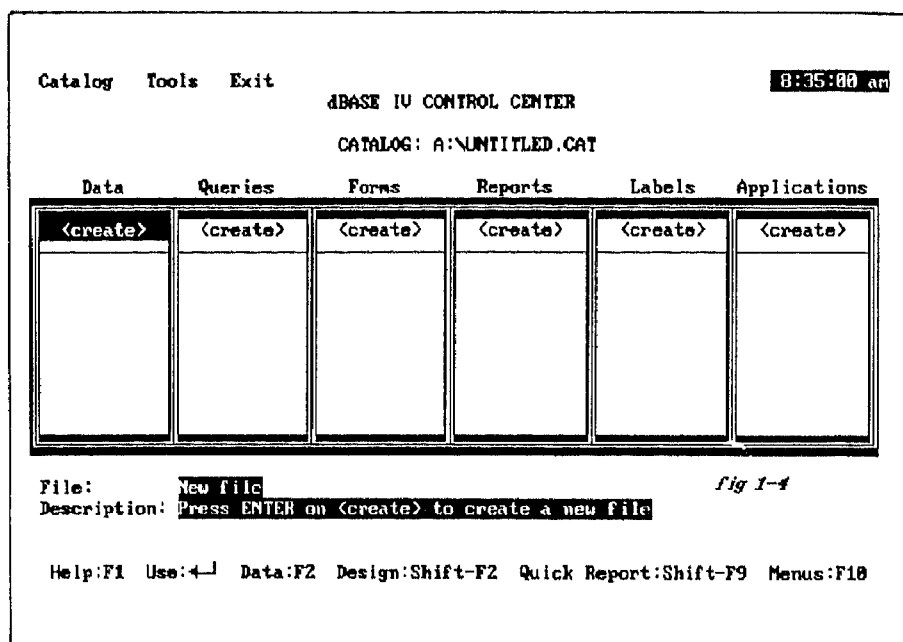 Catalog Tools Exit 8:35:00 am
dBASE IV CONTROL CENTER
CATALOG: A:\UNTITLED.CAT
Data Queries Forms Reports Labels Applications
<create> <create> <create> <create> <create> <create>
File: New file
fig 1-4
Description: Press ENTER on <create> to create a new file
Help:F1 Use:↵ Data:F2 Design:Shift-F2 Quick Report:Shift-F9 Menus:F10